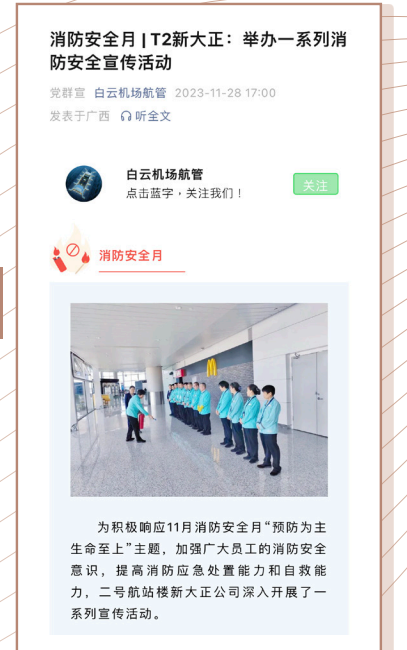 消防安全月 | T2新大正：举办一系列消
防安全宣传活动
党群宣 白云机场航管 2023-11-28 17:00
发表于广西 听全文
白云机场航管
点击蓝字，关注我们！
关注
消防安全月
为积极响应11月消防安全月“预防为主
生命至上”主题，加强广大员工的消防安全
意识，提高消防应急处置能力和自救能
力，二号航站楼新大正公司深入开展了一
系列宣传活动。